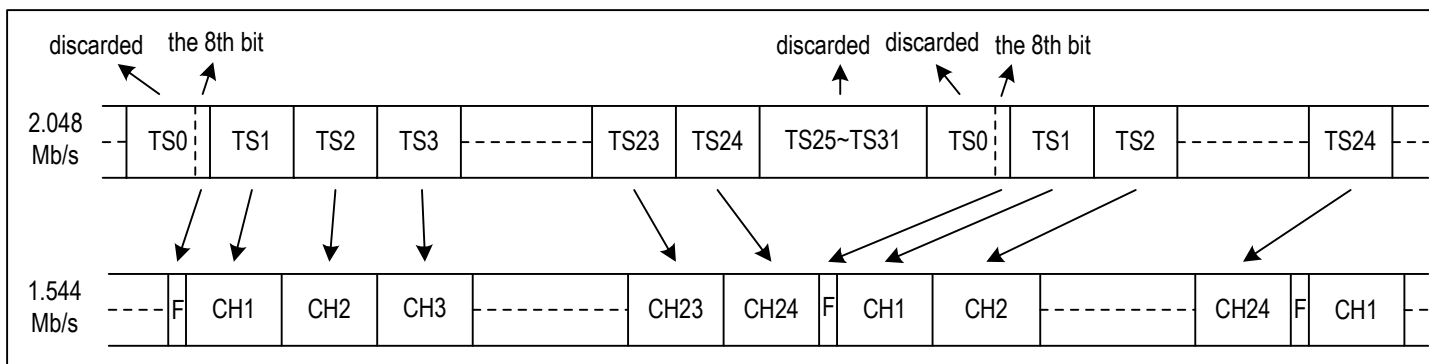 discarded the 8th bit discarded discarded the 8th bit
2.048 Mb/s TS0 TS1 TS2 TS3 TS23 TS24 TS25~TS31 TS0 TS1 TS2 TS24
1.544 Mb/s F CH1 CH2 CH3 CH23 CH24 F CH1 CH2 CH24 F CH1